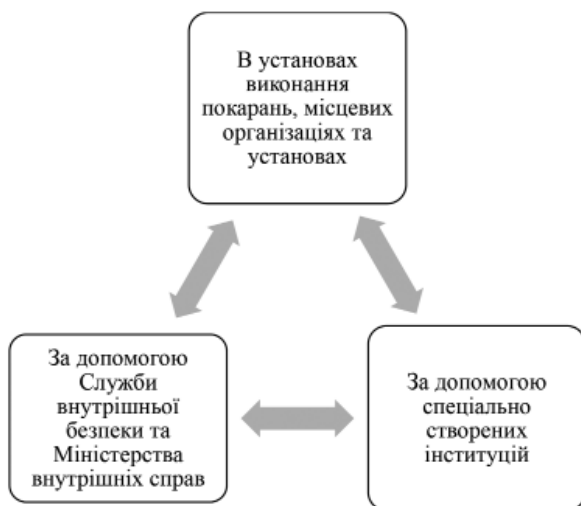 В установах
виконання
покарань, місцевих
організаціях та
установах
За допомогою
Служби
внутрішньої
безпеки та
Міністерства
внутрішніх справ
За допомогою
спеціально
створених
інституцій